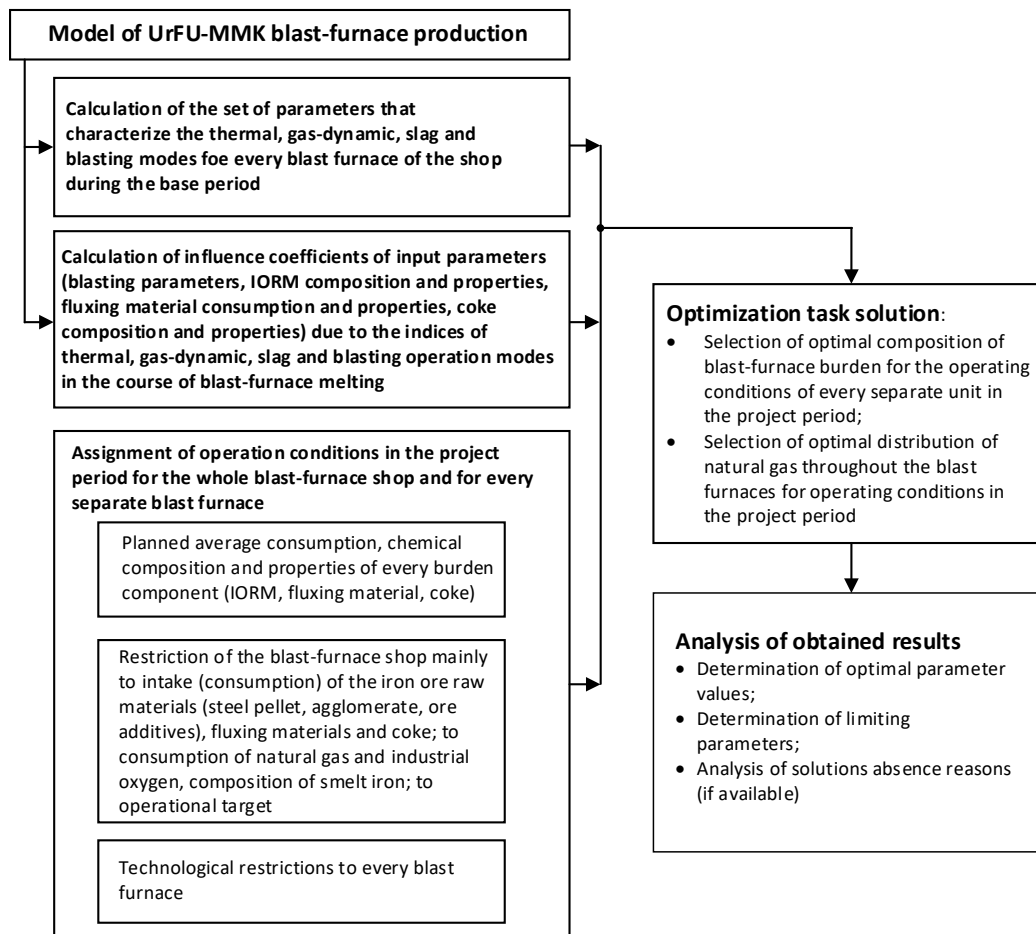 Model of UrFU-MMK blast-furnace production
Calculation of the set of parameters that
characterize the thermal, gas-dynamic, slag and
blasting modes foe every blast furnace of the shop
during the base period
Calculation of influence coefficients of input parameters
(blasting parameters, IORM composition and properties,
fluxing material consumption and properties, coke
composition and properties) due to the indices of
thermal, gas-dynamic, slag and blasting operation modes
in the course of blast-furnace melting
Assignment of operation conditions in the project
period for the whole blast-furnace shop and for every
separate blast furnace
Planned average consumption, chemical
composition and properties of every burden
component (IORM, fluxing material, coke)
Restriction of the blast-furnace shop mainly
to intake (consumption) of the iron ore raw
materials (steel pellet, agglomerate, ore
additives), fluxing materials and coke; to
consumption of natural gas and industrial
oxygen, composition of smelt iron; to
operational target
Technological restrictions to every blast
furnace
Optimization task solution:
• Selection of optimal composition of
blast-furnace burden for the operating
conditions of every separate unit in
the project period;
• Selection of optimal distribution of
natural gas throughout the blast
furnaces for operating conditions in
the project period
Analysis of obtained results
• Determination of optimal parameter
values;
• Determination of limiting
parameters;
• Analysis of solutions absence reasons
(if available)